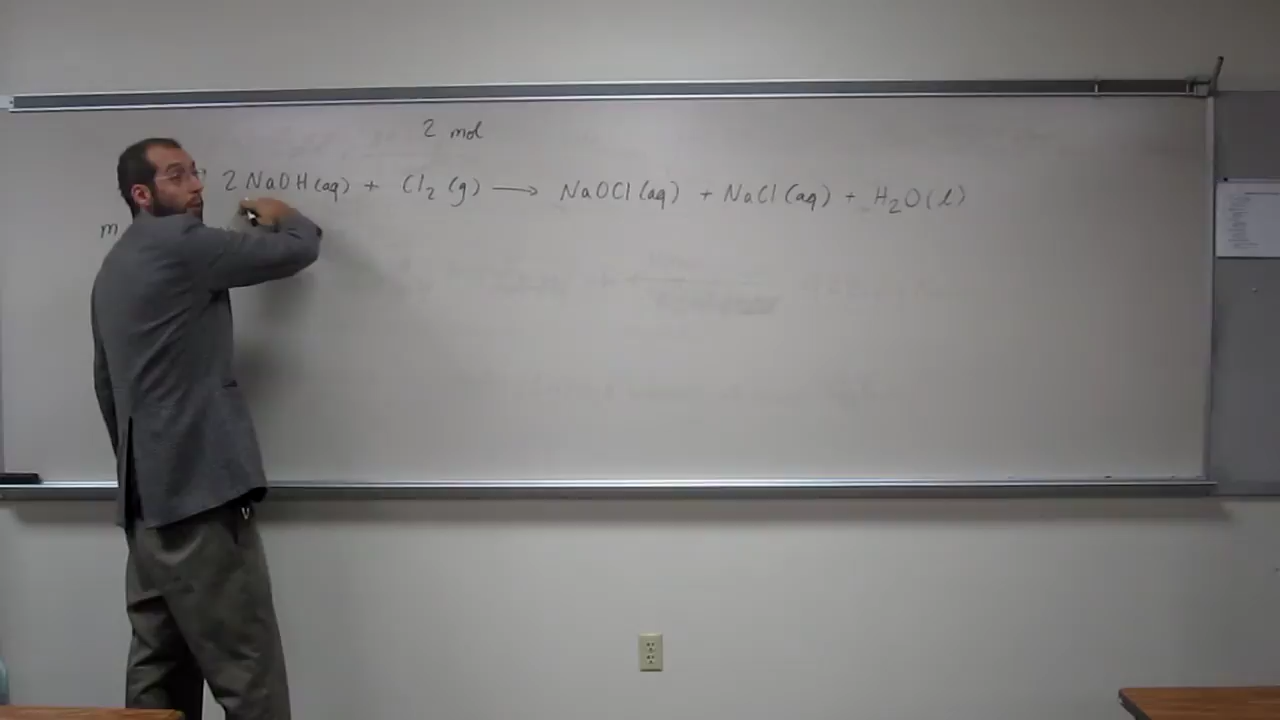 2 mol
2 NaOH (aq) + Cl₂ (g) → NaOCl (aq) + NaCl (aq) + H₂O (l)
m